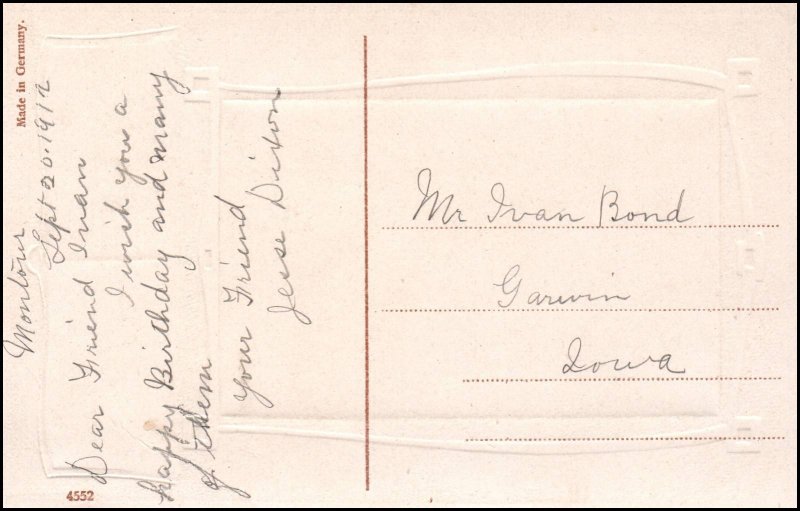 Made in Germany.
Montour
Sept 20. 1912
Dear Friend Ivan
I wish you a
happy Birthday and many
of them
Your Friend
Jesse Dixon
4552
Mr Ivan Bond
Garwin
Iowa